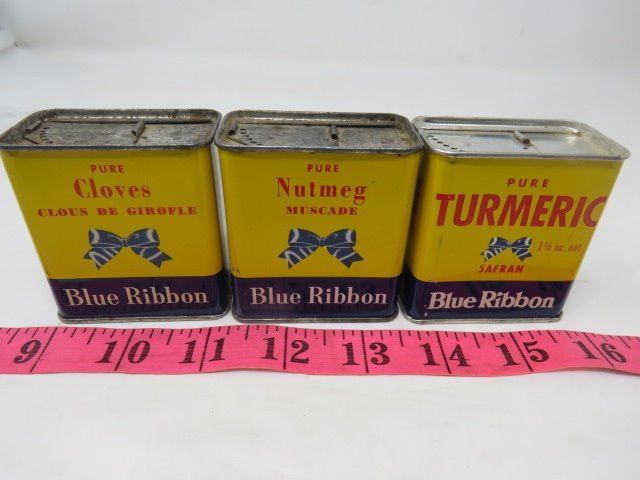 PURE
Cloves
CLOUS DE GIROFLE
Blue Ribbon
PURE
Nutmeg
MUSCADE
Blue Ribbon
PURE
TURMERIC
1½ oz. net
SAFRAN
Blue Ribbon
9 10 11 12 13 14 15 16